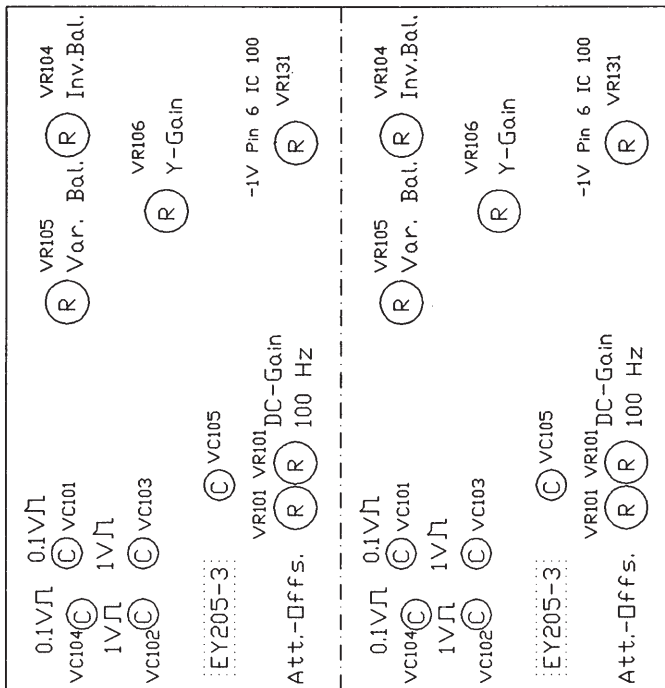 0.1V⎍ 0.1V⎍ VR105 VR104
VC104 C C VC101 R Var. Bal. R Inv.Bal.
1V⎍ 1V⎍
VC102 C C VC103 VR106
R Y-Gain
EY205-3 C VC105
VR101 VR101 DC-Gain -1V Pin 6 IC 100
Att.-Offs. R R 100 Hz R VR131
0.1V⎍ 0.1V⎍ VR105 VR104
VC104 C C VC101 R Var. Bal. R Inv.Bal.
1V⎍ 1V⎍
VC102 C C VC103 VR106
R Y-Gain
EY205-3 C VC105
VR101 VR101 DC-Gain -1V Pin 6 IC 100
Att.-Offs. R R 100 Hz R VR131